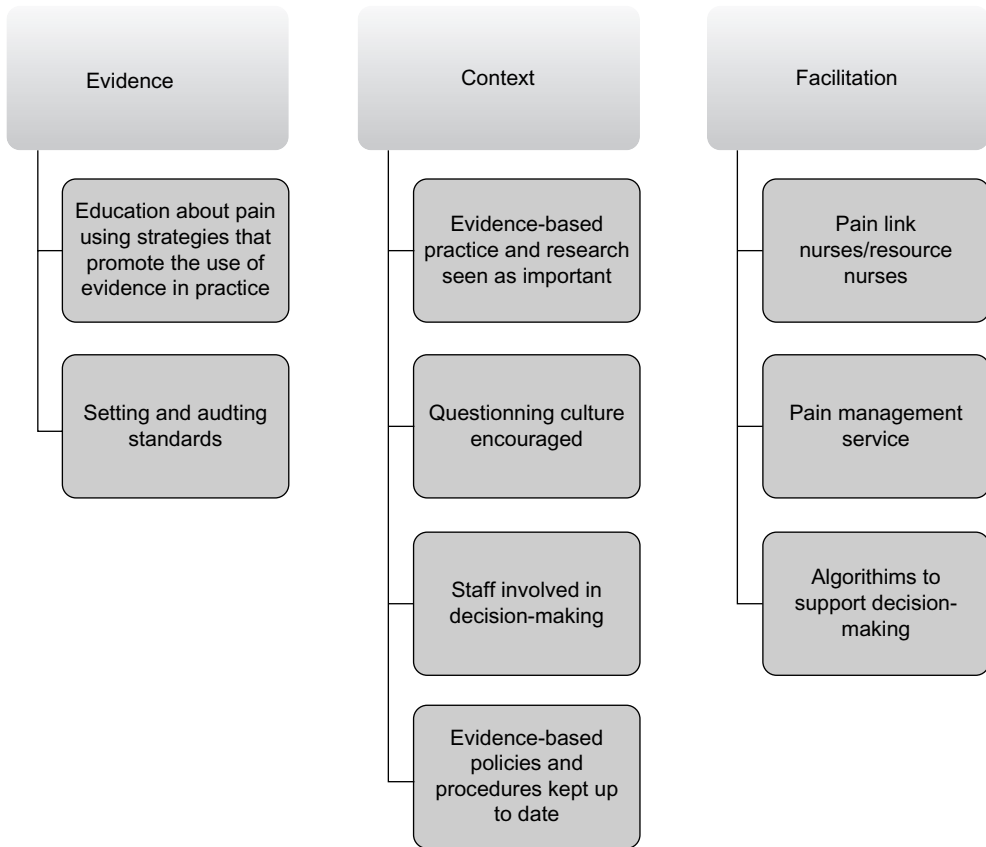 Evidence
Education about pain
using strategies that
promote the use of
evidence in practice
Setting and audting
standards
Context
Evidence-based
practice and research
seen as important
Questionning culture
encouraged
Staff involved in
decision-making
Evidence-based
policies and
procedures kept up
to date
Facilitation
Pain link
nurses/resource
nurses
Pain management
service
Algorithims to
support decision-
making